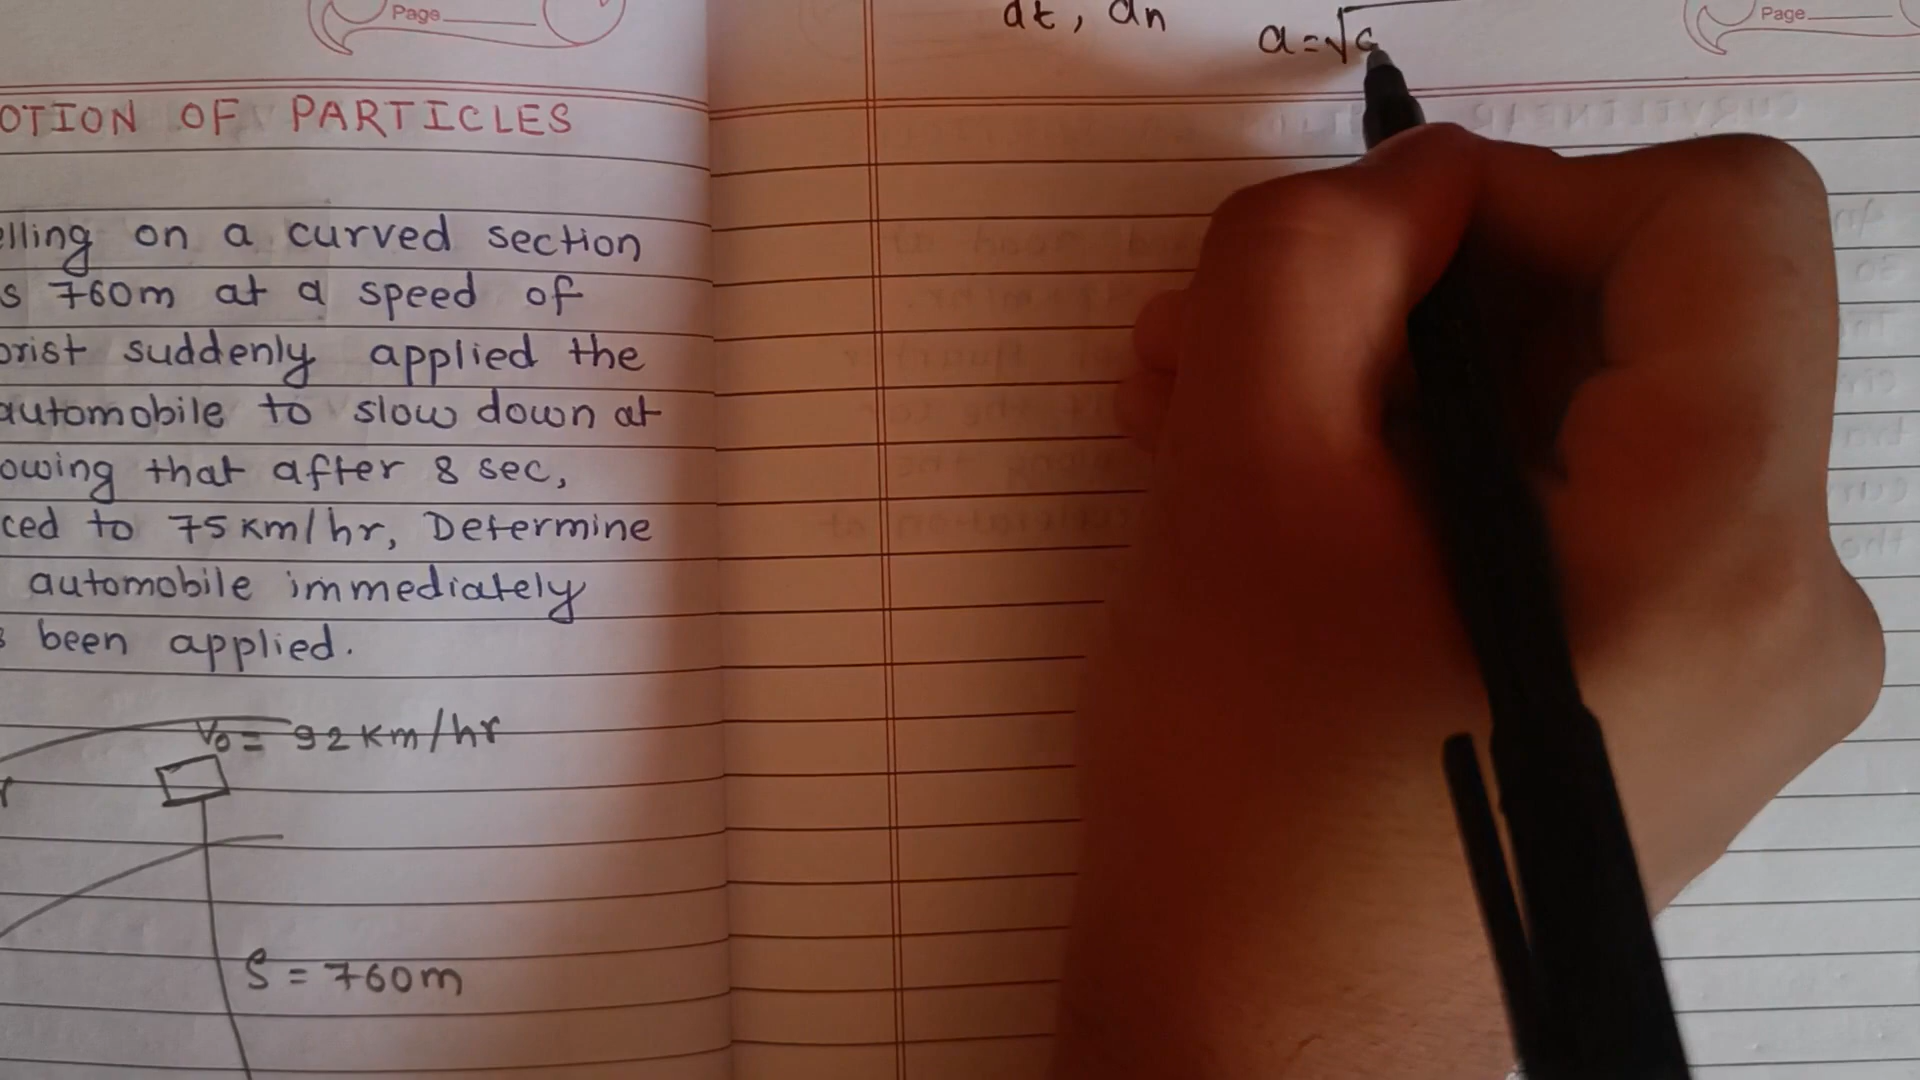 Page
OTION OF PARTICLES
elling on a curved section
s 760m at a speed of
orist suddenly applied the
automobile to slow down at
owing that after 8 sec,
ced to 75 Km/hr, Determine
automobile immediately
s been applied.
V0 = 92 Km/hr
r
ρ = 760m
at, an
a=√a
Page